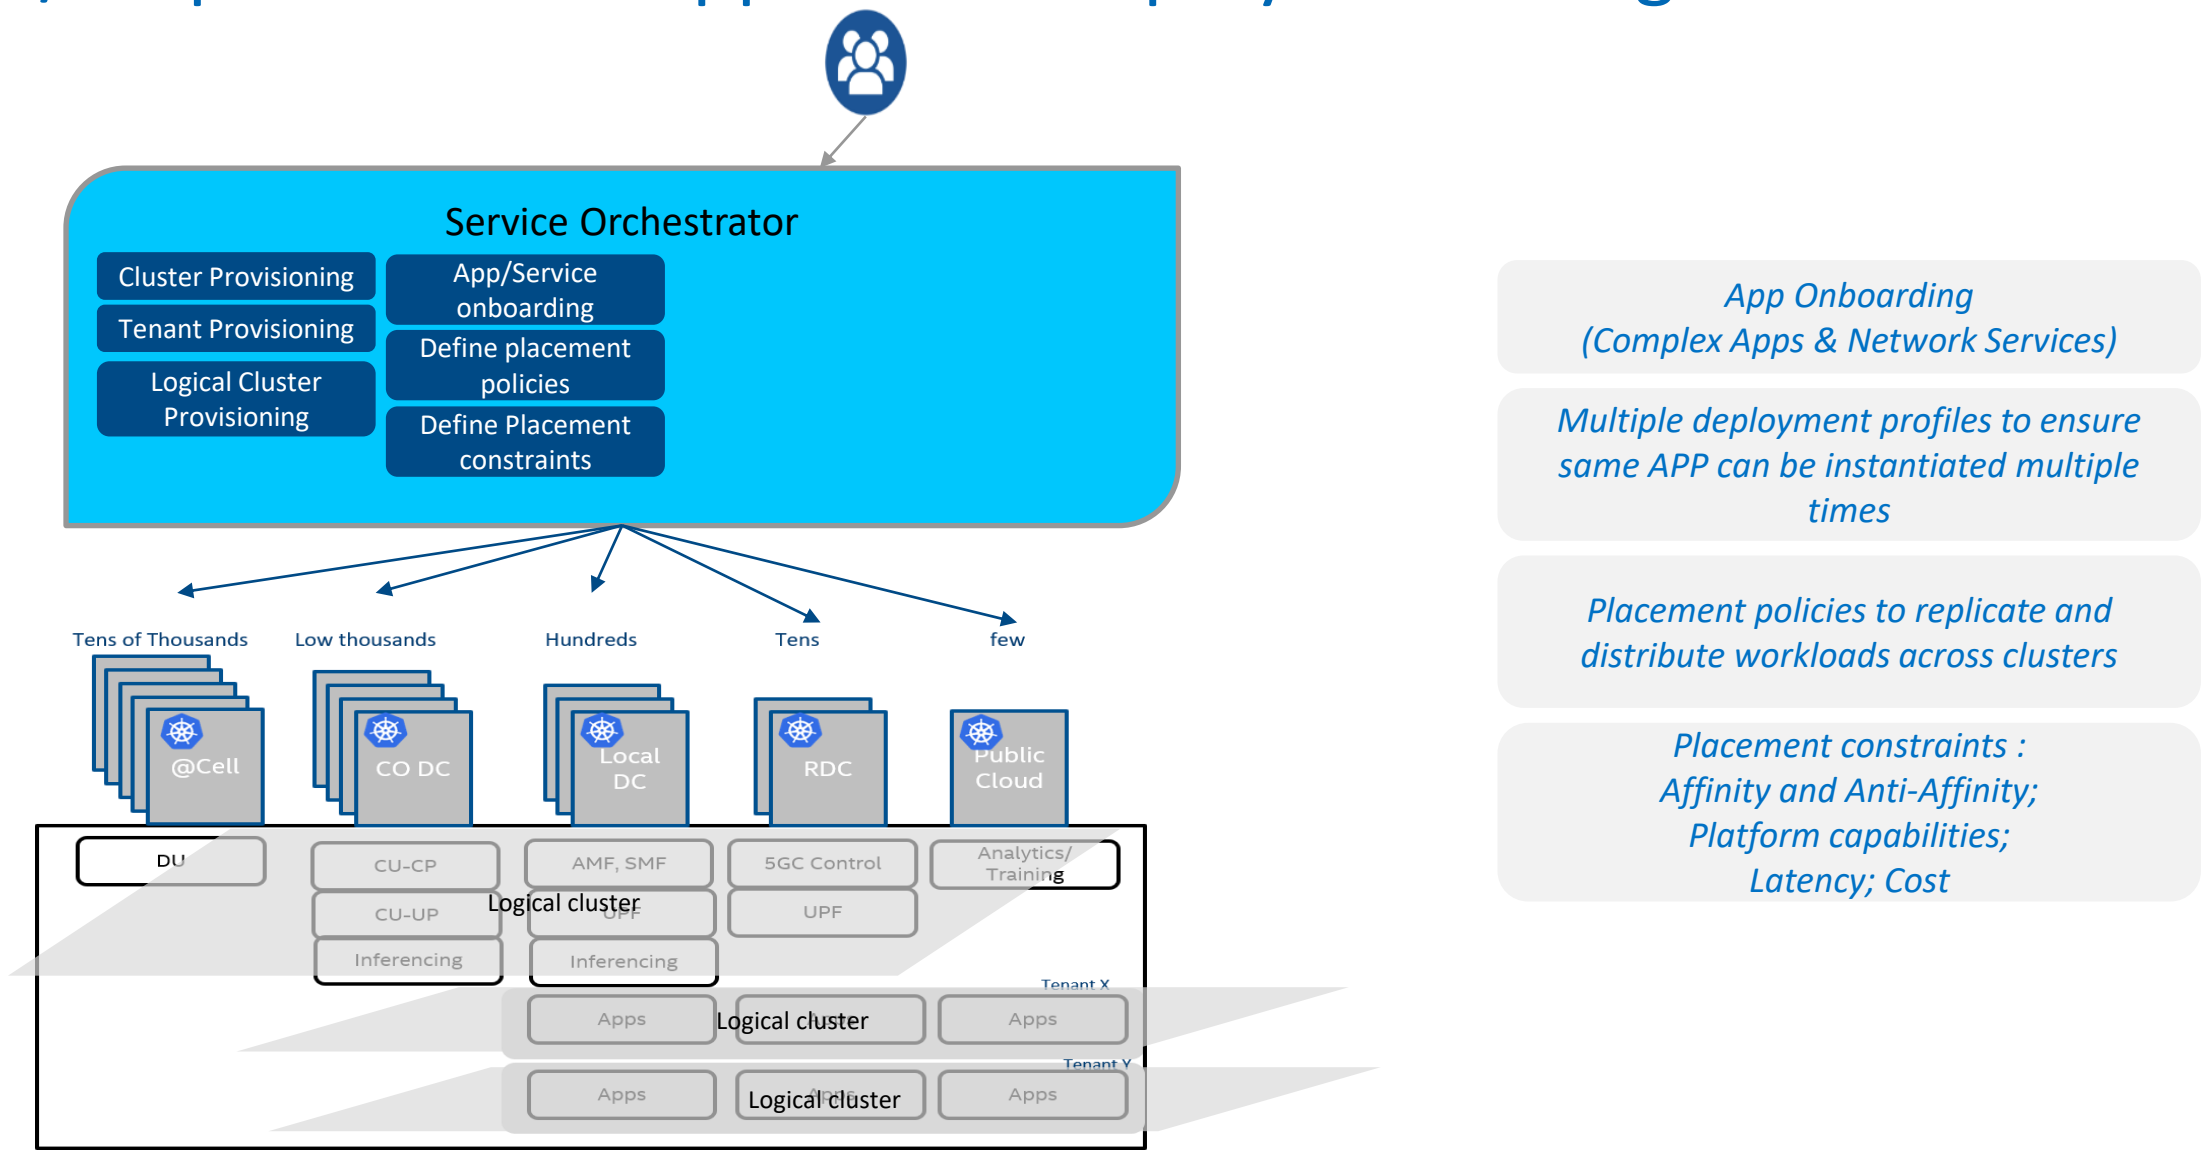 Service Orchestrator
Cluster Provisioning
Tenant Provisioning
Logical Cluster
Provisioning
App/Service
onboarding
Define placement
policies
Define Placement
constraints
Tens of Thousands
Low thousands
Hundreds
Tens
few
@Cell
CO DC
Local
DC
RDC
Public
Cloud
DU
CU-CP
AMF, SMF
5GC Control
Analytics/
Training
CU-UP
Logical cluster
UPF
UPF
Inferencing
Inferencing
Tenant X
Apps
Logical cluster
Apps
Apps
Tenant Y
Apps
Logical cluster
Apps
Apps
App Onboarding
(Complex Apps & Network Services)
Multiple deployment profiles to ensure
same APP can be instantiated multiple
times
Placement policies to replicate and
distribute workloads across clusters
Placement constraints :
Affinity and Anti-Affinity;
Platform capabilities;
Latency; Cost